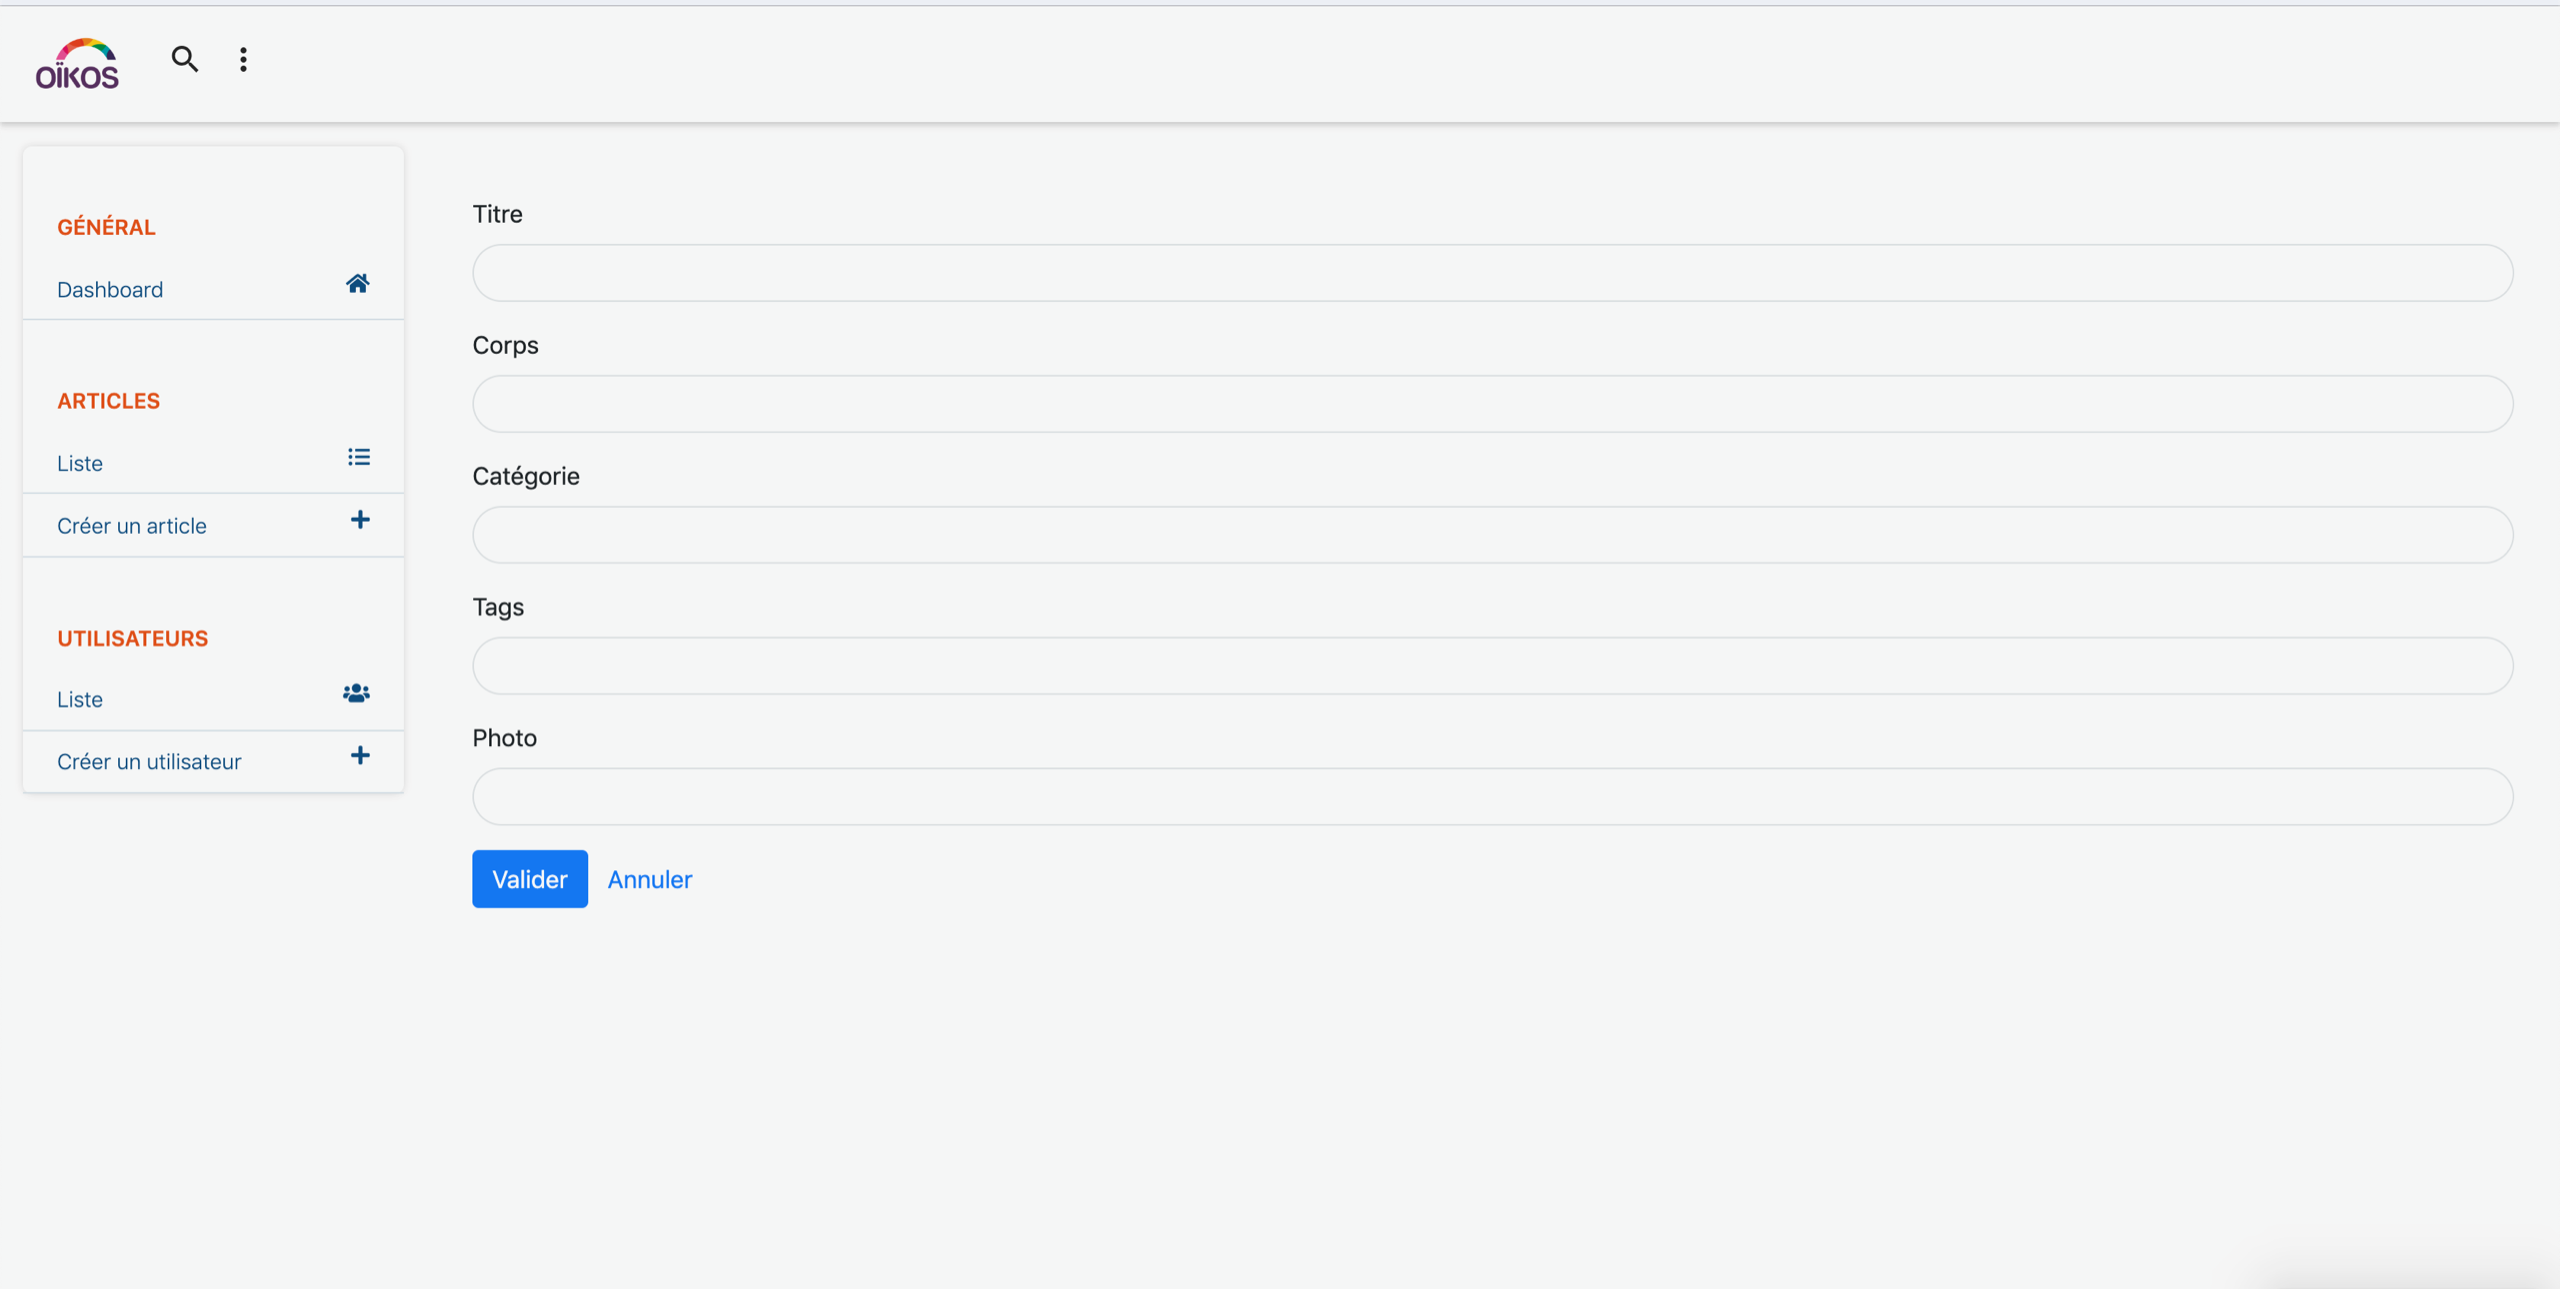 OÏKOS
GÉNÉRAL
Dashboard
ARTICLES
Liste
Créer un article
UTILISATEURS
Liste
Créer un utilisateur
Titre
Corps
Catégorie
Tags
Photo
Valider Annuler